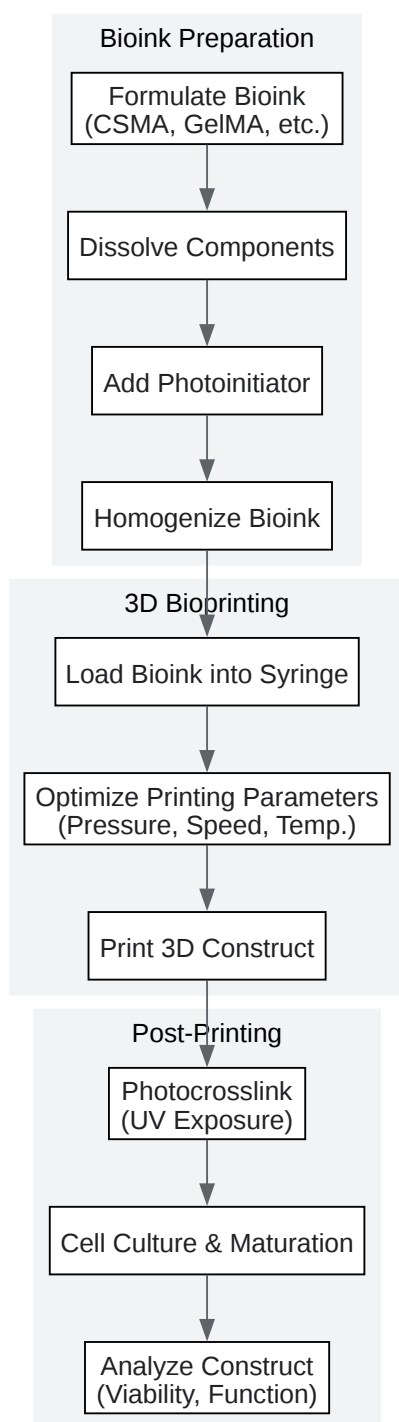 Bioink Preparation
Formulate Bioink
(CSMA, GelMA, etc.)
Dissolve Components
Add Photoinitiator
Homogenize Bioink
3D Bioprinting
Load Bioink into Syringe
Optimize Printing Parameters
(Pressure, Speed, Temp.)
Print 3D Construct
Post-Printing
Photocrosslink
(UV Exposure)
Cell Culture & Maturation
Analyze Construct
(Viability, Function)